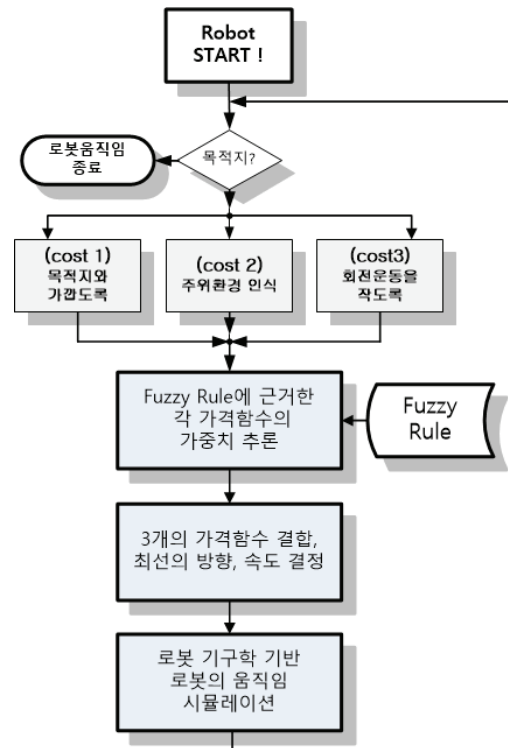 Robot
START !
목적지?
로봇움직임
종료
(cost 1)
목적지와
가깝도록
(cost 2)
주위환경 인식
(cost3)
회전운동을
작도록
Fuzzy Rule에 근거한
각 가격함수의
가중치 추론
Fuzzy
Rule
3개의 가격함수 결합,
최선의 방향, 속도 결정
로봇 기구학 기반
로봇의 움직임
시뮬레이션